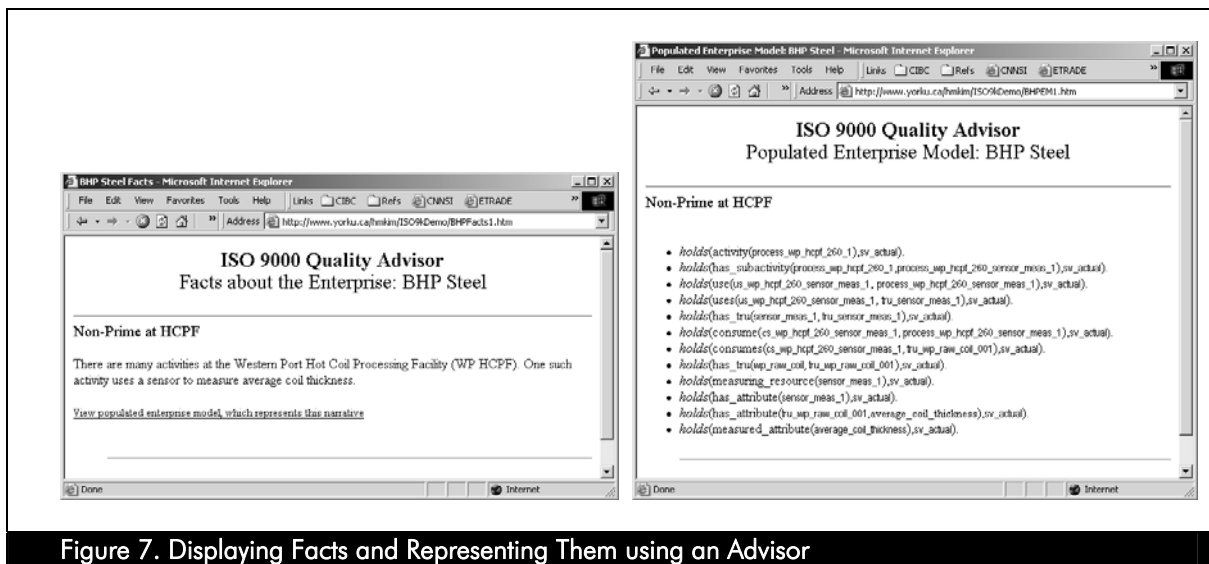 BHP Steel Facts - Microsoft Internet Explorer
File Edit View Favorites Tools Help Links CIBC Refs CNNSI ETRADE »
Address http://www.yorku.ca/hmkim/ISO9kDemo/BHPFacts1.htm
ISO 9000 Quality Advisor
Facts about the Enterprise: BHP Steel
Non-Prime at HCPF
There are many activities at the Western Port Hot Coil Processing Facility (WP HCPF). One such
activity uses a sensor to measure average coil thickness.
View populated enterprise model, which represents this narrative
Done Internet
Populated Enterprise Model: BHP Steel - Microsoft Internet Explorer
File Edit View Favorites Tools Help Links CIBC Refs CNNSI ETRADE »
Address http://www.yorku.ca/hmkim/ISO9kDemo/BHPEM1.htm
ISO 9000 Quality Advisor
Populated Enterprise Model: BHP Steel
Non-Prime at HCPF
• holds(activity(process_wp_hcpf_260_1),sv_actual).
• holds(has_subactivity(process_wp_hcpf_260_1,process_wp_hcpf_260_sensor_meas_1),sv_actual).
• holds(use(us_wp_hcpf_260_sensor_meas_1, process_wp_hcpf_260_sensor_meas_1),sv_actual).
• holds(uses(us_wp_hcpf_260_sensor_meas_1, tru_sensor_meas_1),sv_actual).
• holds(has_tru(sensor_meas_1, tru_sensor_meas_1),sv_actual).
• holds(consume(cs_wp_hcpf_260_sensor_meas_1, process_wp_hcpf_260_sensor_meas_1),sv_actual).
• holds(consumes(cs_wp_hcpf_260_sensor_meas_1, tru_wp_raw_coil_001),sv_actual).
• holds(has_tru(wp_raw_coil, tru_wp_raw_coil_001),sv_actual).
• holds(measuring_resource(sensor_meas_1),sv_actual).
• holds(has_attribute(sensor_meas_1),sv_actual).
• holds(has_attribute(tru_wp_raw_coil_001,average_coil_thickness),sv_actual).
• holds(measured_attribute(average_coil_thickness),sv_actual).
Done Internet
Figure 7. Displaying Facts and Representing Them using an Advisor